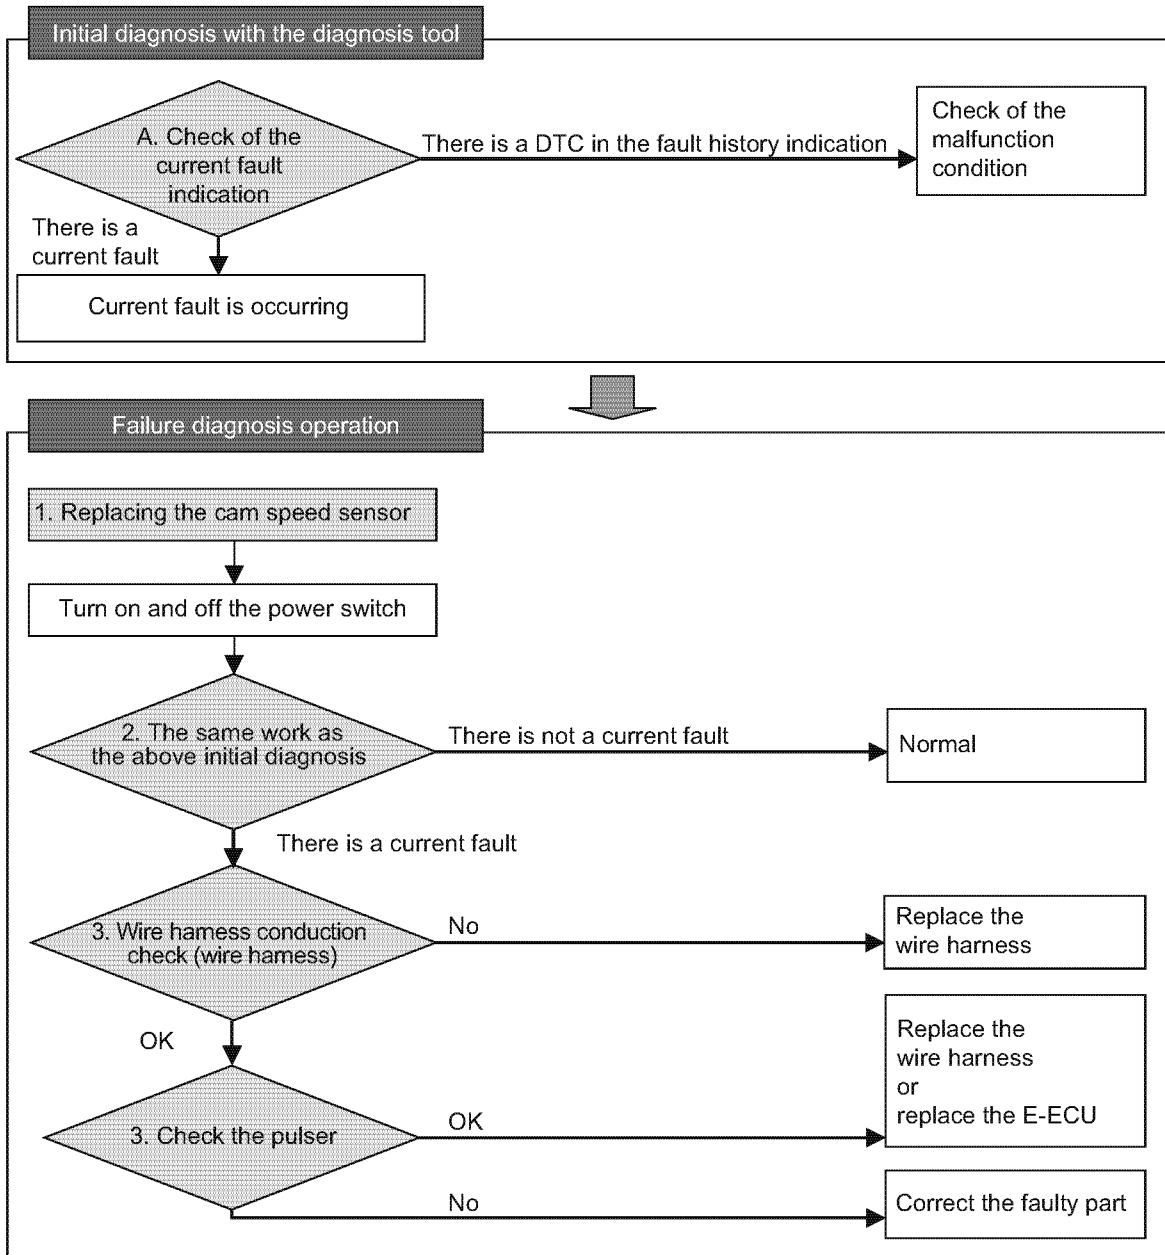 Initial diagnosis with the diagnosis tool
A. Check of the
current fault
indication
There is a DTC in the fault history indication
Check of the
malfunction
condition
There is a
current fault
Current fault is occurring
Failure diagnosis operation
1. Replacing the cam speed sensor
Turn on and off the power switch
2. The same work as
the above initial diagnosis
There is not a current fault
Normal
There is a current fault
3. Wire harness conduction
check (wire harness)
No
Replace the
wire harness
OK
3. Check the pulser
OK
Replace the
wire harness
or
replace the E-ECU
No
Correct the faulty part